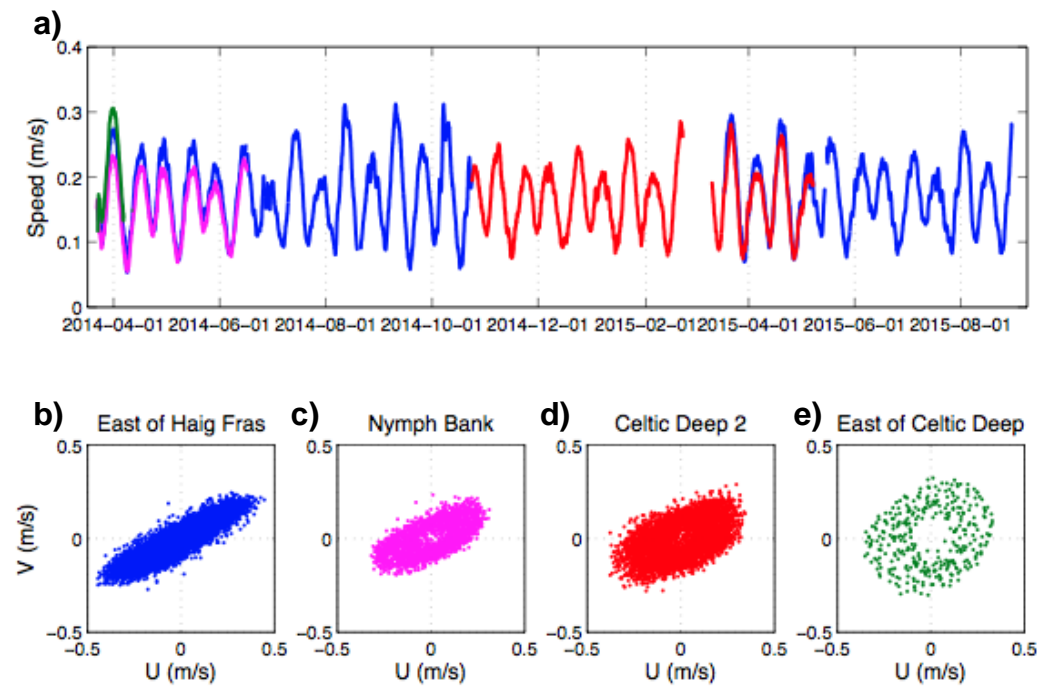 a)
0.4
0.3
0.2
0.1
0
Speed (m/s)
2014−04−01 2014−06−01 2014−08−01 2014−10−01 2014−12−01 2015−02−01 2015−04−01 2015−06−01 2015−08−01
b) East of Haig Fras c) Nymph Bank d) Celtic Deep 2 e) East of Celtic Deep
0.5 0.5 0.5 0.5
V (m/s)
0 0 0 0
−0.5 −0.5 −0.5 −0.5
−0.5 0 0.5 −0.5 0 0.5 −0.5 0 0.5 −0.5 0 0.5
U (m/s) U (m/s) U (m/s) U (m/s)